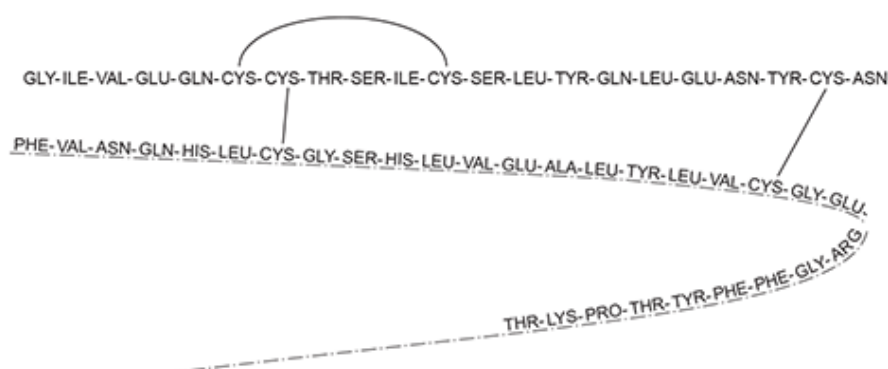 GLY-ILE-VAL-GLU-GLN-CYS-CYS-THR-SER-ILE-CYS-SER-LEU-TYR-GLN-LEU-GLU-ASN-TYR-CYS-ASN
PHE-VAL-ASN-GLN-HIS-LEU-CYS-GLY-SER-HIS-LEU-VAL-GLU-ALA-LEU-TYR-LEU-VAL-CYS-GLY-GLU-
THR-LYS-PRO-THR-TYR-PHE-PHE-GLY-ARG